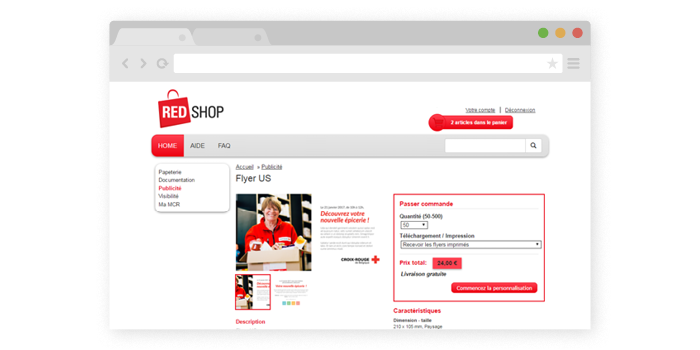 RED SHOP
Votre compte | Déconnexion
2 articles dans le panier
HOME AIDE FAQ
Papeterie
Documentation
Publicité
Visibilité
Ma MCR
Accueil » Publicité
Flyer US
Découvrez votre
nouvelle épicerie !
CROIX-ROUGE
de Belgique
Passer commande
Quantité (50-500)
50
Téléchargement / Impression
Recevoir les flyers imprimés
Prix total: 24,00 €
Livraison gratuite
Commencez la personnalisation
Description
Caractéristiques
Dimension - taille
210 x 105 mm, Paysage